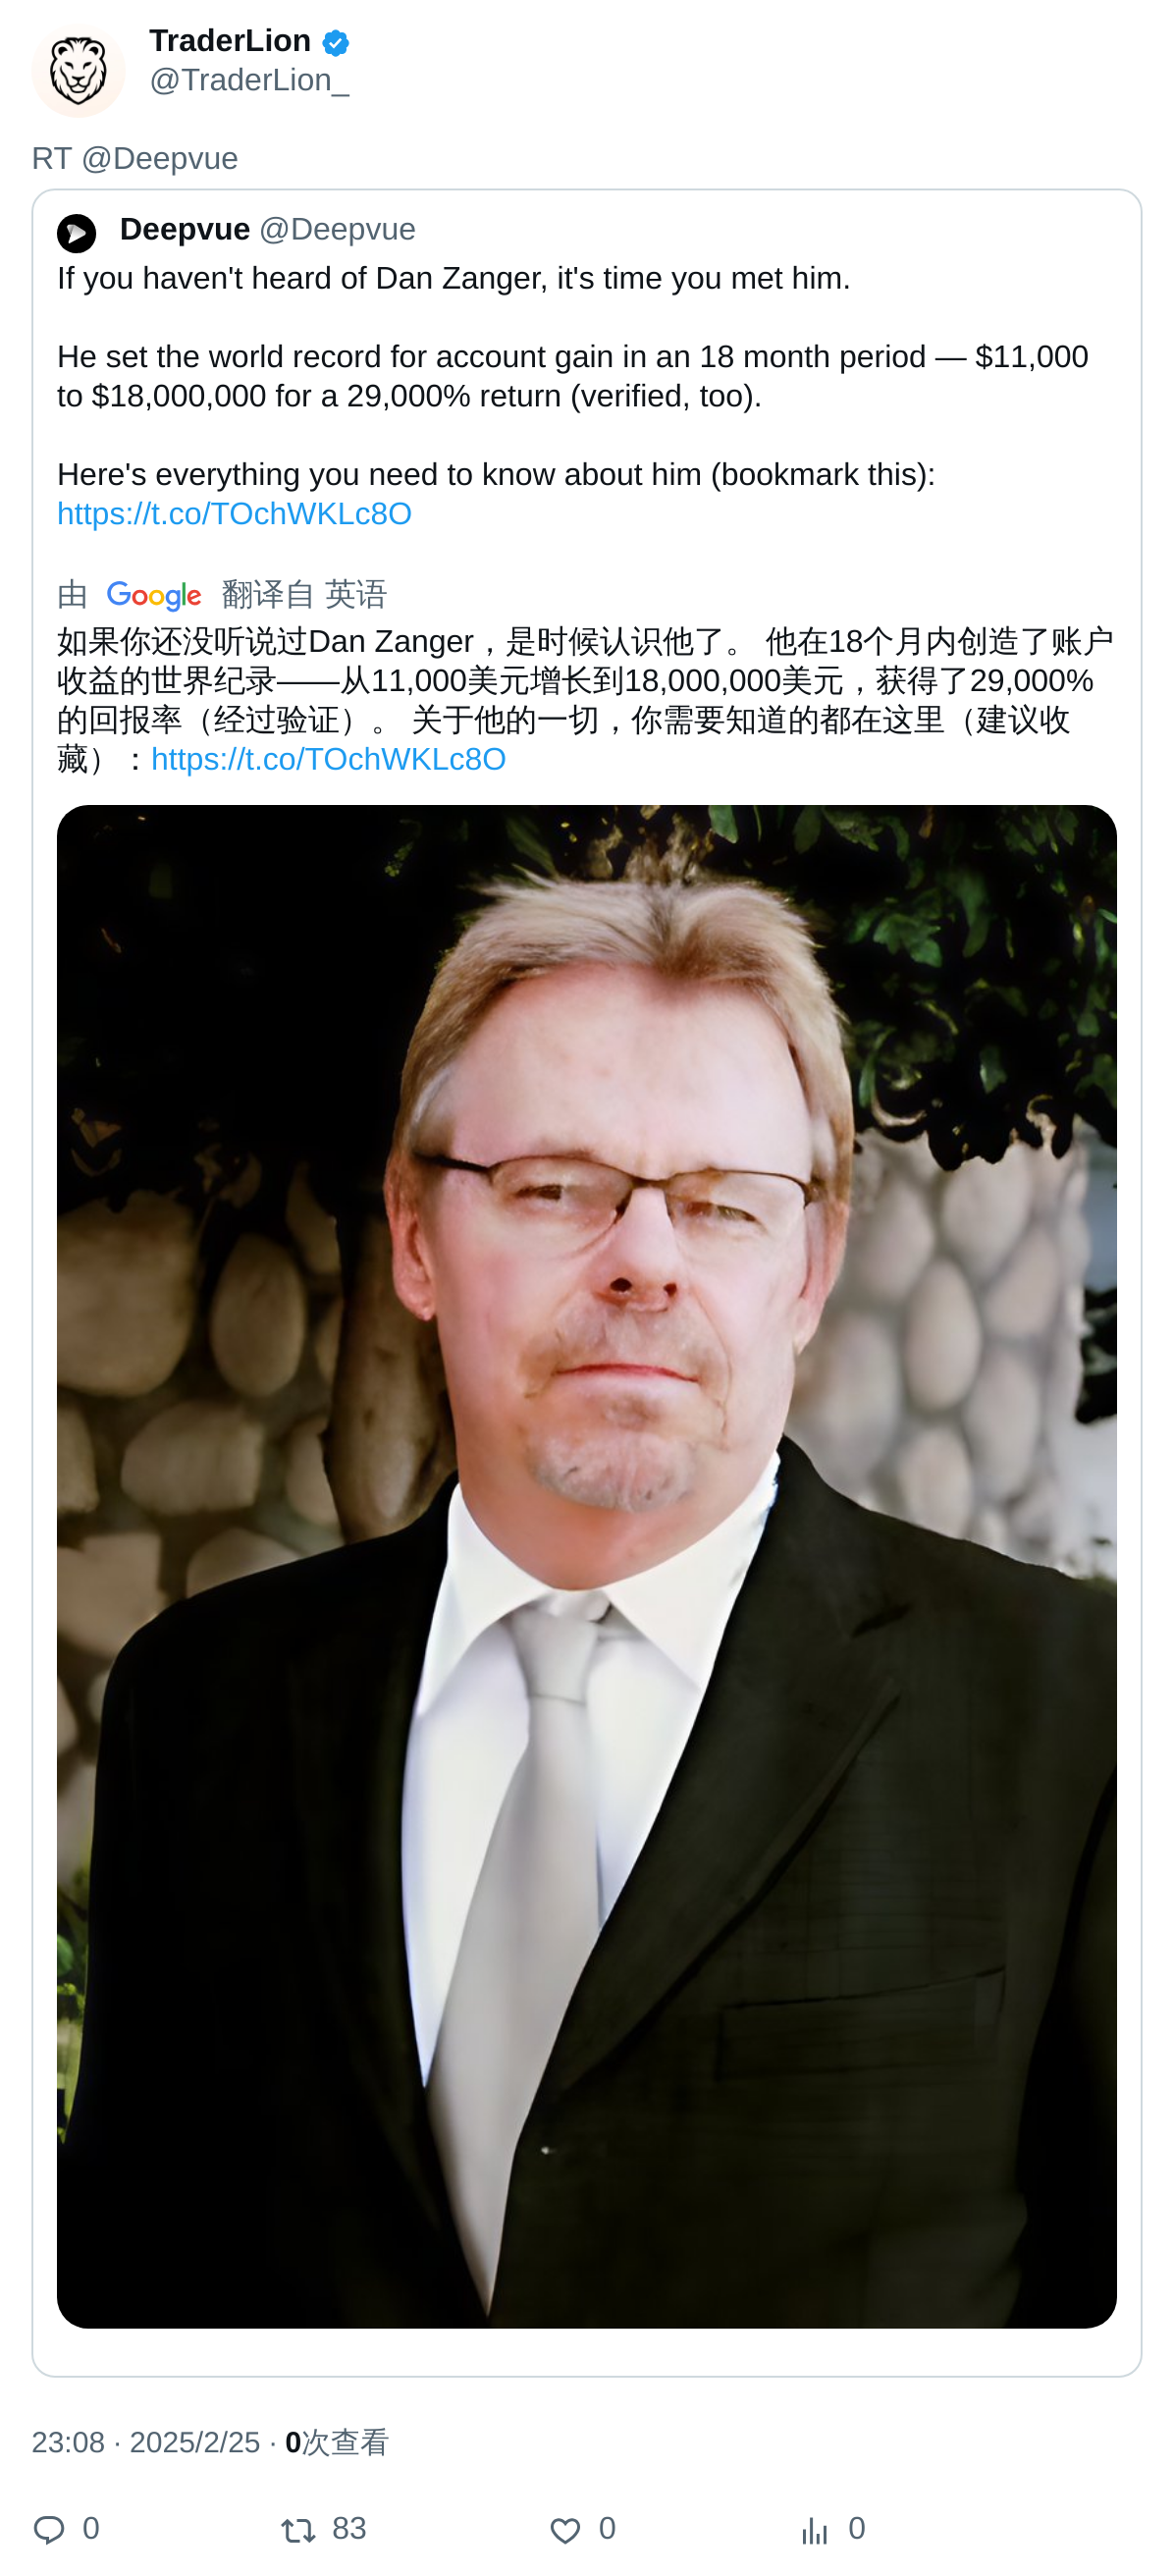 TraderLion
@TraderLion_
RT @Deepvue
Deepvue @Deepvue
If you haven't heard of Dan Zanger, it's time you met him.
He set the world record for account gain in an 18 month period — $11,000
to $18,000,000 for a 29,000% return (verified, too).
Here's everything you need to know about him (bookmark this):
https://t.co/TOchWKLc8O
由 Google 翻译自 英语
如果你还没听说过Dan Zanger，是时候认识他了。 他在18个月内创造了账户
收益的世界纪录——从11,000美元增长到18,000,000美元，获得了29,000%
的回报率（经过验证）。 关于他的一切，你需要知道的都在这里（建议收
藏）：https://t.co/TOchWKLc8O
23:08 · 2025/2/25 · 0次查看
0 83 0 0